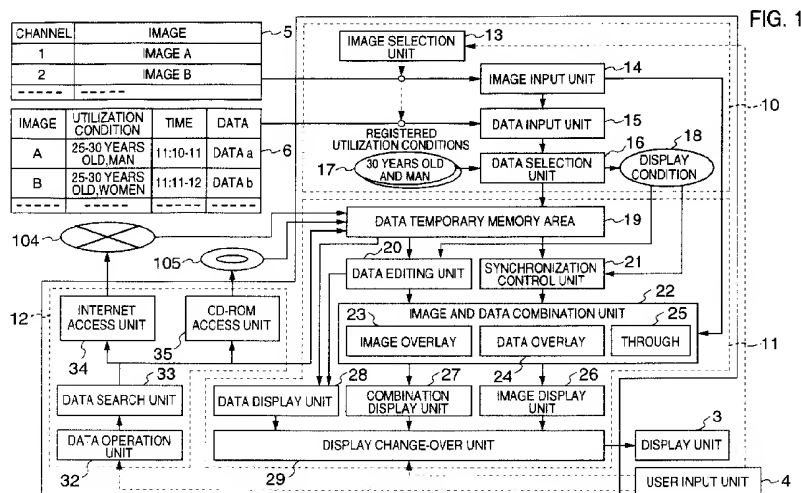 FIG. 1
CHANNEL IMAGE 5
1 IMAGE A
2 IMAGE B
IMAGE UTILIZATION CONDITION TIME DATA
A 25-30 YEARS OLD,MAN 11:10-11 DATA a 6
B 25-30 YEARS OLD,WOMEN 11:11-12 DATA b
IMAGE SELECTION UNIT 13
IMAGE INPUT UNIT 14
DATA INPUT UNIT 15
10
REGISTERED UTILIZATION CONDITIONS
17 30 YEARS OLD AND MAN
DATA SELECTION UNIT 16
DISPLAY CONDITION 18
104
105
DATA TEMPORARY MEMORY AREA 19
20
DATA EDITING UNIT
SYNCHRONIZATION CONTROL UNIT 21
22
IMAGE AND DATA COMBINATION UNIT
23 IMAGE OVERLAY
DATA OVERLAY 24
THROUGH 25
11
12
INTERNET ACCESS UNIT 34
CD-ROM ACCESS UNIT 35
33
DATA SEARCH UNIT
DATA OPERATION UNIT
32
DATA DISPLAY UNIT 28
COMBINATION DISPLAY UNIT 27
IMAGE DISPLAY UNIT 26
DISPLAY CHANGE-OVER UNIT
29
DISPLAY UNIT 3
USER INPUT UNIT 4